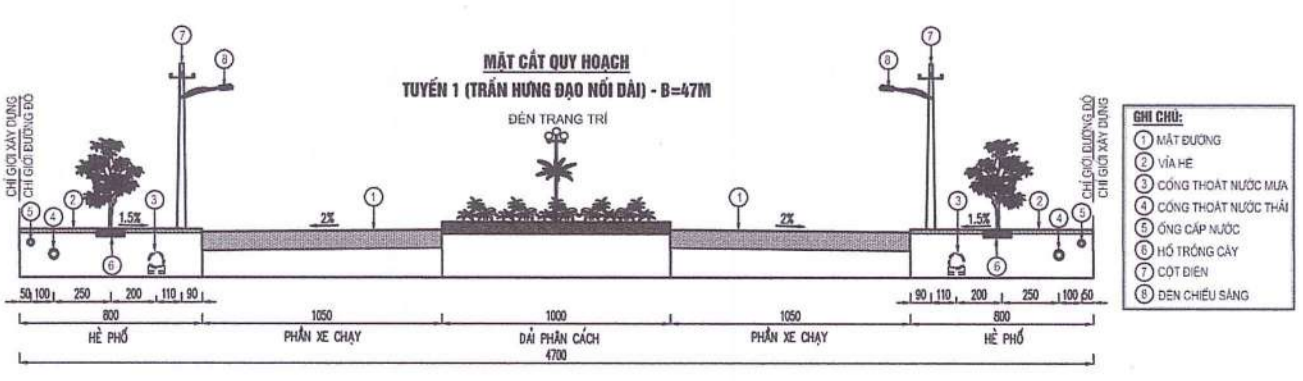 MẶT CẮT QUY HOẠCH
TUYẾN 1 (TRẦN HƯNG ĐẠO NỐI DÀI) - B=47M
ĐÈN TRANG TRÍ
CHỈ GIỚI XÂY DỰNG
CHỈ GIỚI ĐƯỜNG ĐỎ
CHỈ GIỚI ĐƯỜNG ĐỎ
CHỈ GIỚI XÂY DỰNG
7 8 8 7
5 4 2 3 1 1 3 2 4 5
1.5% 2% 2% 1.5%
6 6
50 100 250 200 110 90 90 110 200 250 100 50
800 1050 1000 1050 800
HÈ PHỐ PHẦN XE CHẠY DẢI PHÂN CÁCH PHẦN XE CHẠY HÈ PHỐ
4700
GHI CHÚ:
1 MẶT ĐƯỜNG
2 VỈA HÈ
3 CỐNG THOÁT NƯỚC MƯA
4 CỐNG THOÁT NƯỚC THẢI
5 ỐNG CẤP NƯỚC
6 HỐ TRỒNG CÂY
7 CỘT ĐIỆN
8 ĐÈN CHIẾU SÁNG